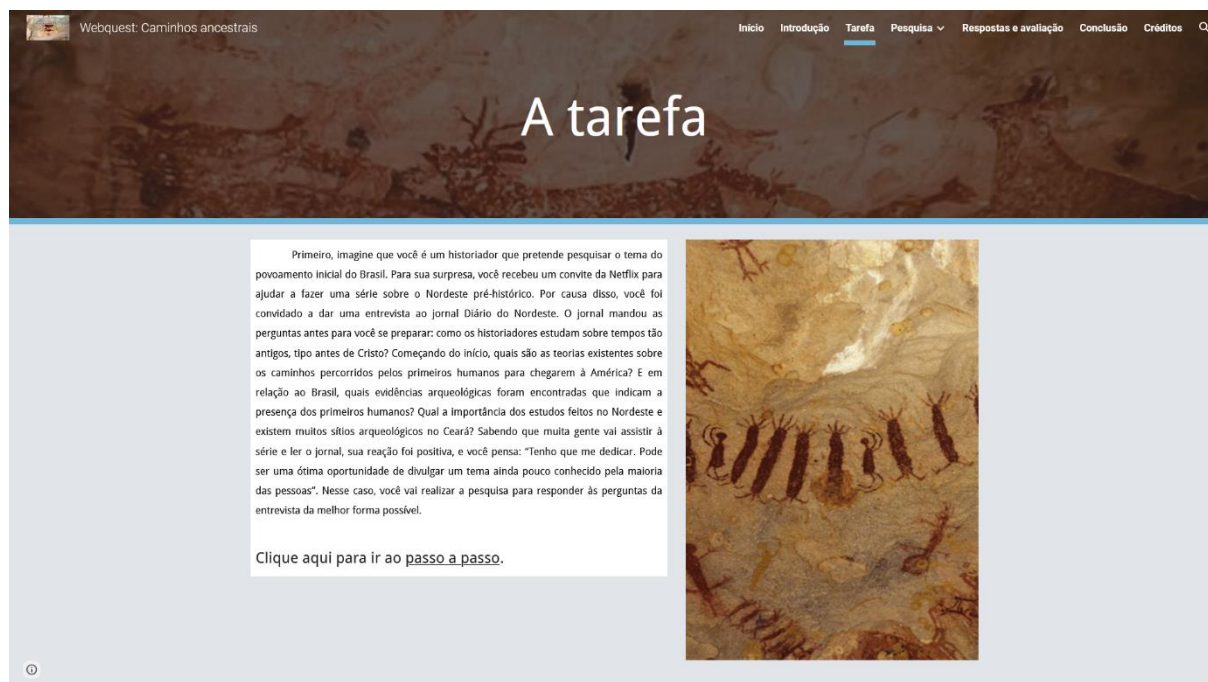 Webquest: Caminhos ancestrais
Início Introdução Tarefa Pesquisa Respostas e avaliação Conclusão Créditos
A tarefa
Primeiro, imagine que você é um historiador que pretende pesquisar o tema do
povoamento inicial do Brasil. Para sua surpresa, você recebeu um convite da Netflix para
ajudar a fazer uma série sobre o Nordeste pré-histórico. Por causa disso, você foi
convidado a dar uma entrevista ao jornal Diário do Nordeste. O jornal mandou as
perguntas antes para você se preparar: como os historiadores estudam sobre tempos tão
antigos, tipo antes de Cristo? Começando do início, quais são as teorias existentes sobre
os caminhos percorridos pelos primeiros humanos para chegarem à América? E em
relação ao Brasil, quais evidências arqueológicas foram encontradas que indicam a
presença dos primeiros humanos? Qual a importância dos estudos feitos no Nordeste e
existem muitos sítios arqueológicos no Ceará? Sabendo que muita gente vai assistir à
série e ler o jornal, sua reação foi positiva, e você pensa: “Tenho que me dedicar. Pode
ser uma ótima oportunidade de divulgar um tema ainda pouco conhecido pela maioria
das pessoas”. Nesse caso, você vai realizar a pesquisa para responder às perguntas da
entrevista da melhor forma possível.
Clique aqui para ir ao passo a passo.